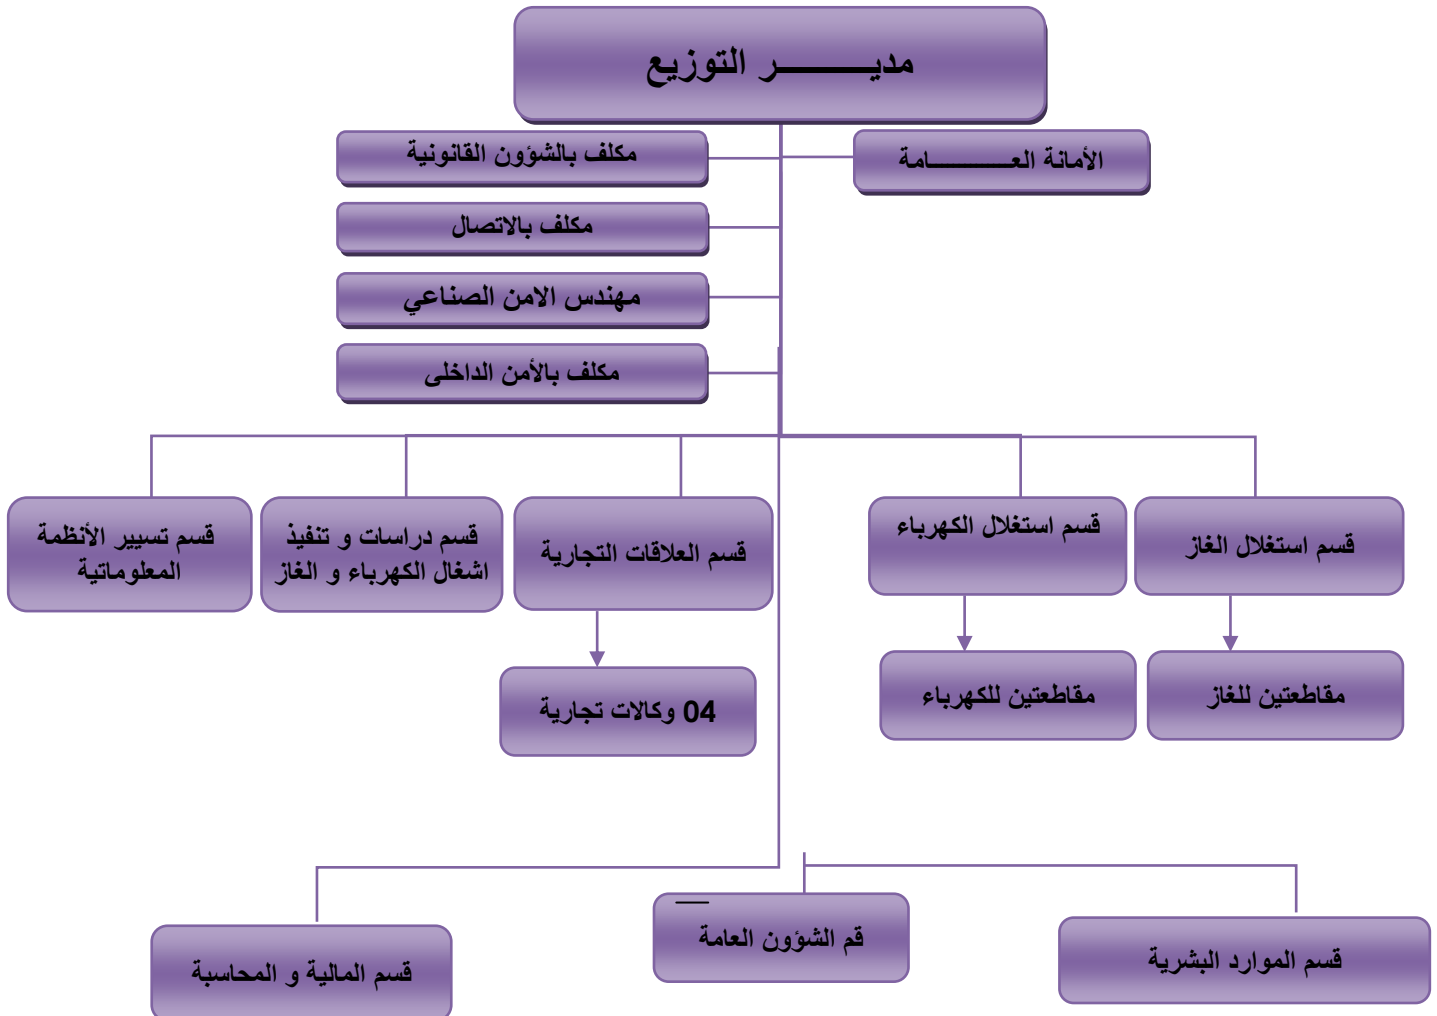 مديــــــــــر التوزيع
الأمانة العــــــــــامة
مكلف بالشؤون القانونية
مكلف بالاتصال
مهندس الامن الصناعي
مكلف بالأمن الداخلى
قسم استغلال الغاز
قسم استغلال الكهرباء
قسم العلاقات التجارية
قسم دراسات و تنفيذ
اشغال الكهرباء و الغاز
قسم تسيير الأنظمة
المعلوماتية
مقاطعتين للغاز
مقاطعتين للكهرباء
04 وكالات تجارية
قسم الموارد البشرية
قم الشؤون العامة
قسم المالية و المحاسبة